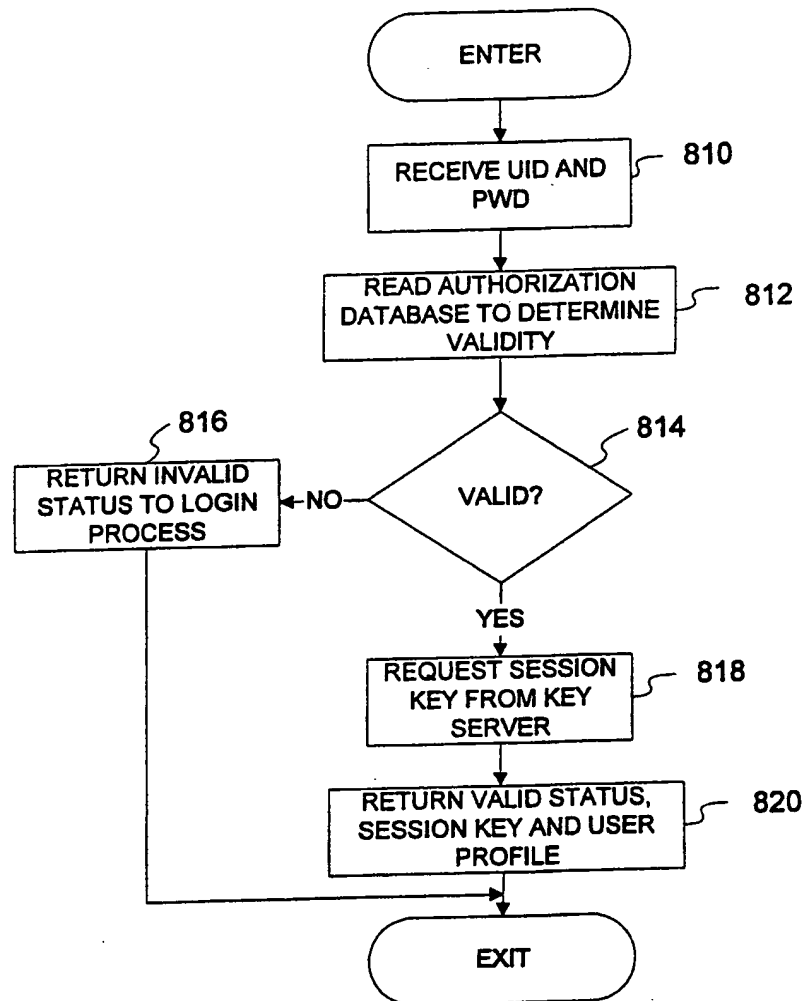 ENTER
RECEIVE UID AND
PWD
810
READ AUTHORIZATION
DATABASE TO DETERMINE
VALIDITY
812
816
RETURN INVALID
STATUS TO LOGIN
PROCESS
NO
VALID?
814
YES
REQUEST SESSION
KEY FROM KEY
SERVER
818
RETURN VALID STATUS,
SESSION KEY AND USER
PROFILE
820
EXIT